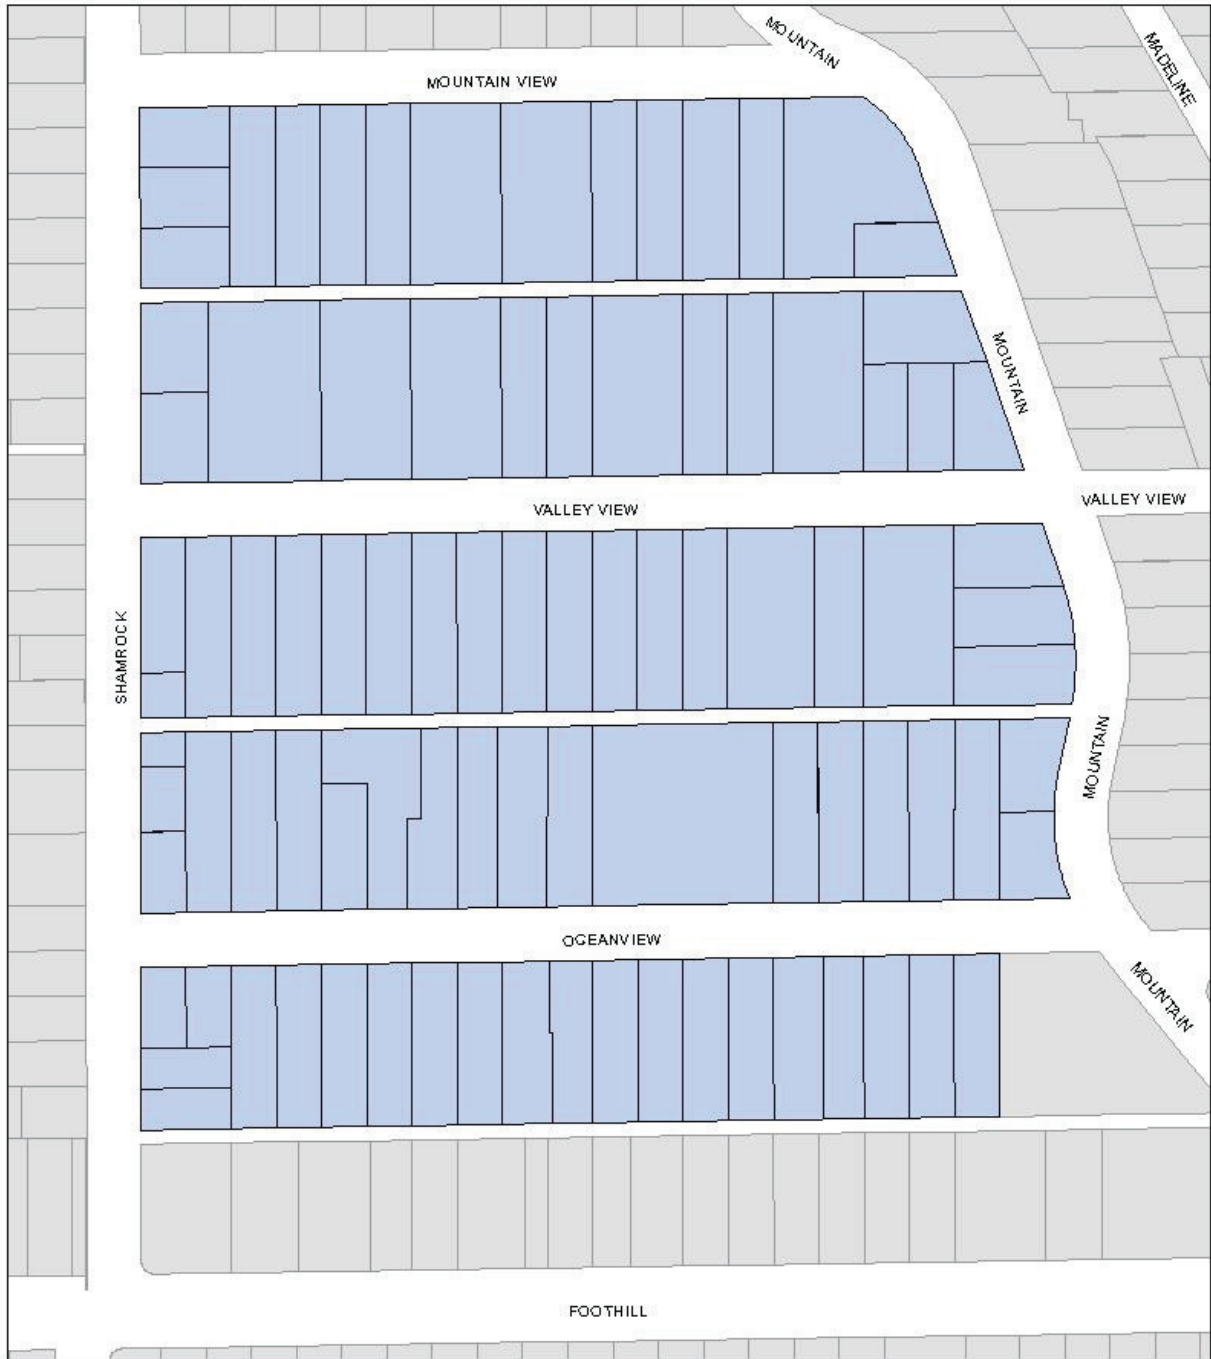 MOUNTAIN
MADELINE
MOUNTAIN VIEW
MOUNTAIN
VALLEY VIEW
VALLEY VIEW
SHAMROCK
MOUNTAIN
OCEANVIEW
MOUNTAIN
FOOTHILL